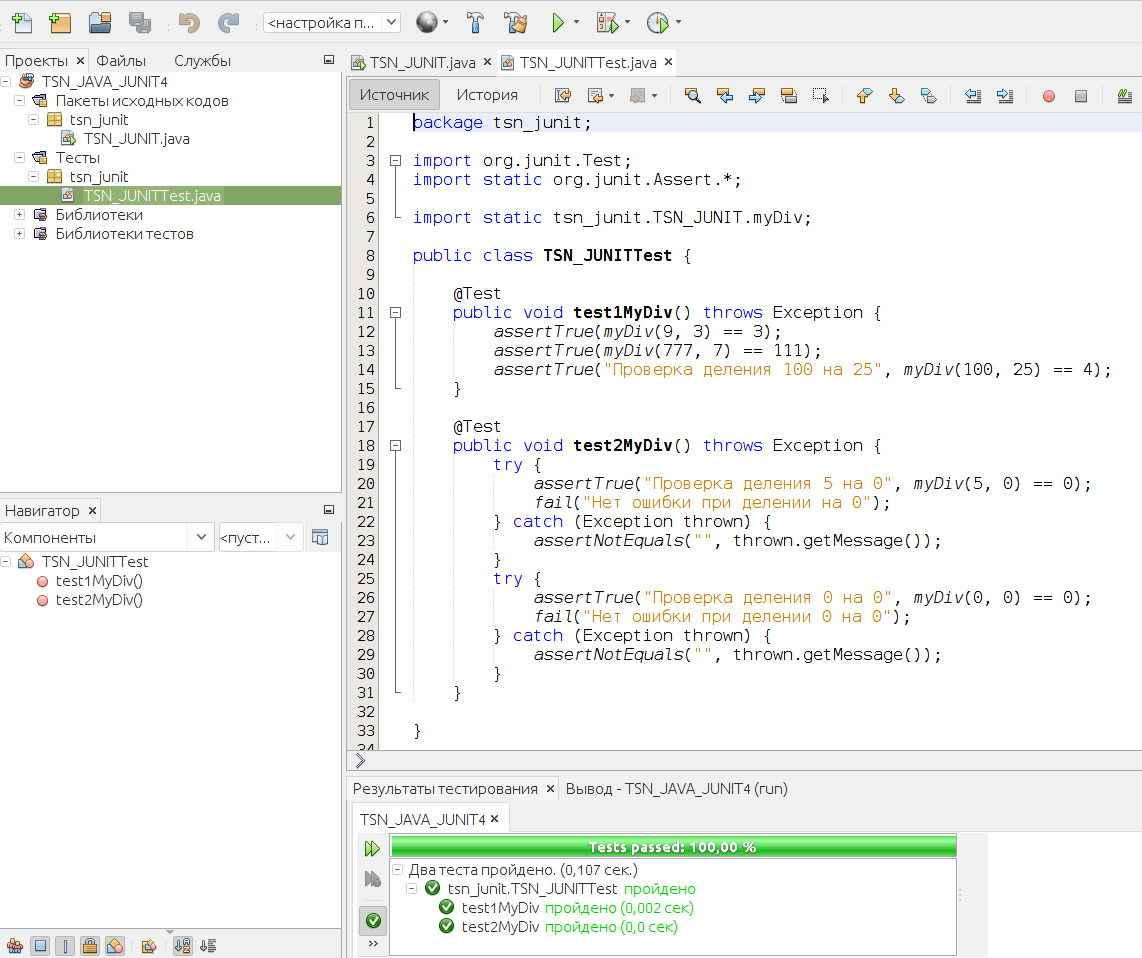 <настройка п...
Проекты × Файлы Службы
TSN_JAVA_JUNIT4
Пакеты исходных кодов
tsn_junit
TSN_JUNIT.java
Тесты
tsn_junit
TSN_JUNITTest.java
Библиотеки
Библиотеки тестов
Навигатор ×
Компоненты <пуст...
TSN_JUNITTest
test1MyDiv()
test2MyDiv()
TSN_JUNIT.java × TSN_JUNITTest.java ×
Источник История
1 package tsn_junit;
2
3 import org.junit.Test;
4 import static org.junit.Assert.*;
5
6 import static tsn_junit.TSN_JUNIT.myDiv;
7
8 public class TSN_JUNITTest {
9
10 @Test
11 public void test1MyDiv() throws Exception {
12 assertTrue(myDiv(9, 3) == 3);
13 assertTrue(myDiv(777, 7) == 111);
14 assertTrue("Проверка деления 100 на 25", myDiv(100, 25) == 4);
15 }
16
17 @Test
18 public void test2MyDiv() throws Exception {
19 try {
20 assertTrue("Проверка деления 5 на 0", myDiv(5, 0) == 0);
21 fail("Нет ошибки при делении на 0");
22 } catch (Exception thrown) {
23 assertNotEquals("", thrown.getMessage());
24 }
25 try {
26 assertTrue("Проверка деления 0 на 0", myDiv(0, 0) == 0);
27 fail("Нет ошибки при делении 0 на 0");
28 } catch (Exception thrown) {
29 assertNotEquals("", thrown.getMessage());
30 }
31 }
32
33 }
34
Результаты тестирования × Вывод - TSN_JAVA_JUNIT4 (run)
TSN_JAVA_JUNIT4 ×
Tests passed: 100,00 %
Два теста пройдено. (0,107 сек.)
tsn_junit.TSN_JUNITTest пройдено
test1MyDiv пройдено (0,002 сек)
test2MyDiv пройдено (0,0 сек)